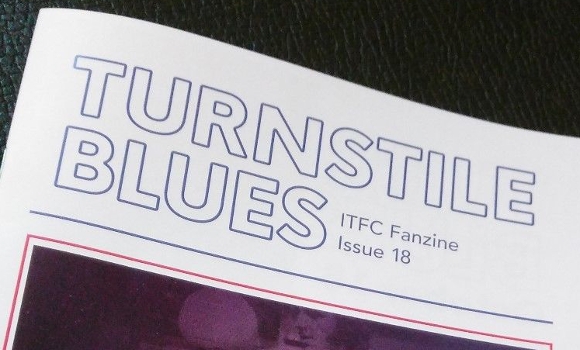 TURNSTILE
BLUES
ITFC Fanzine
Issue 18